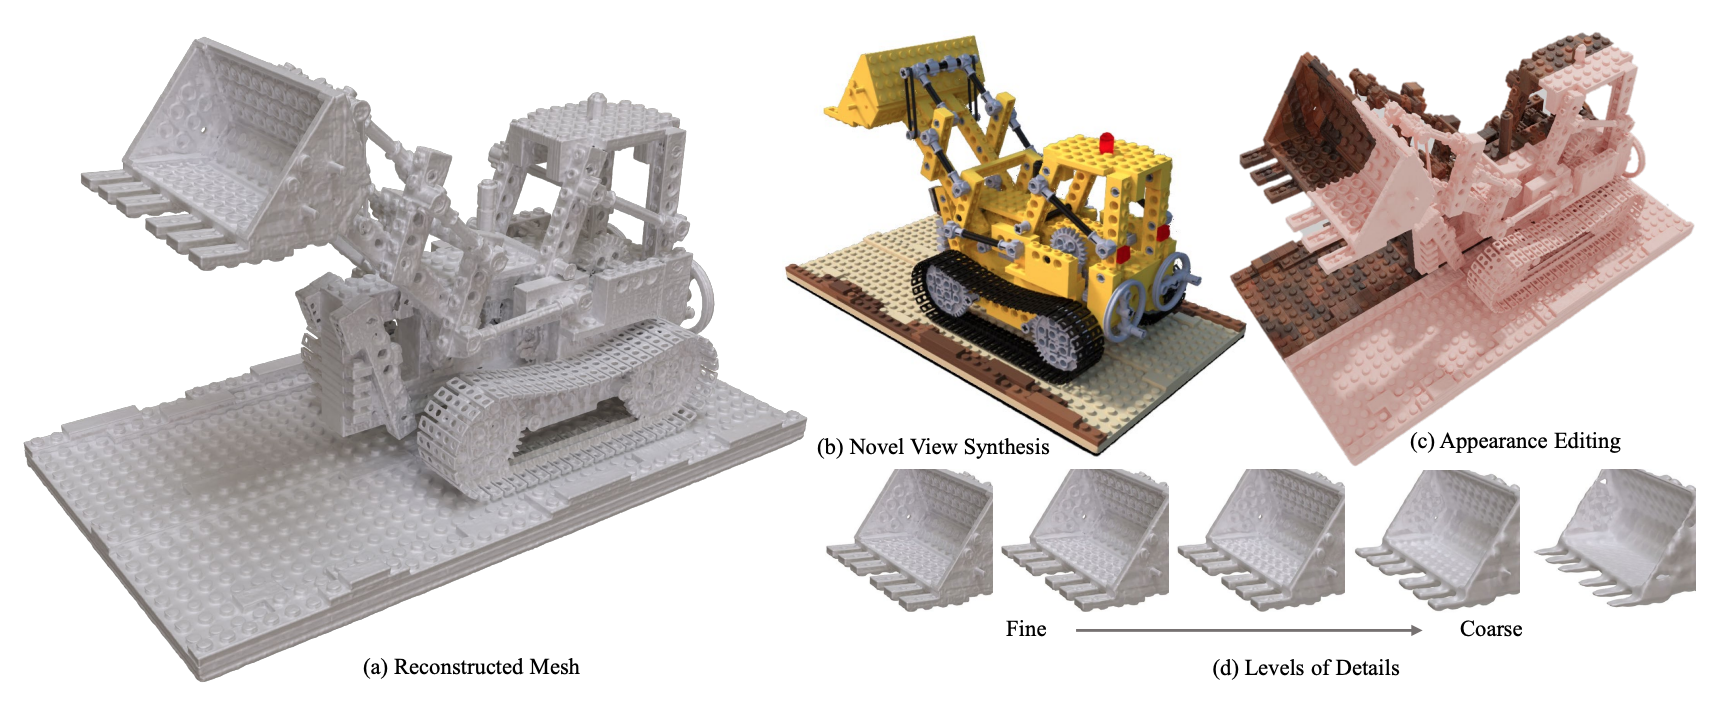 (b) Novel View Synthesis
(c) Appearance Editing
Fine
Coarse
(a) Reconstructed Mesh
(d) Levels of Details